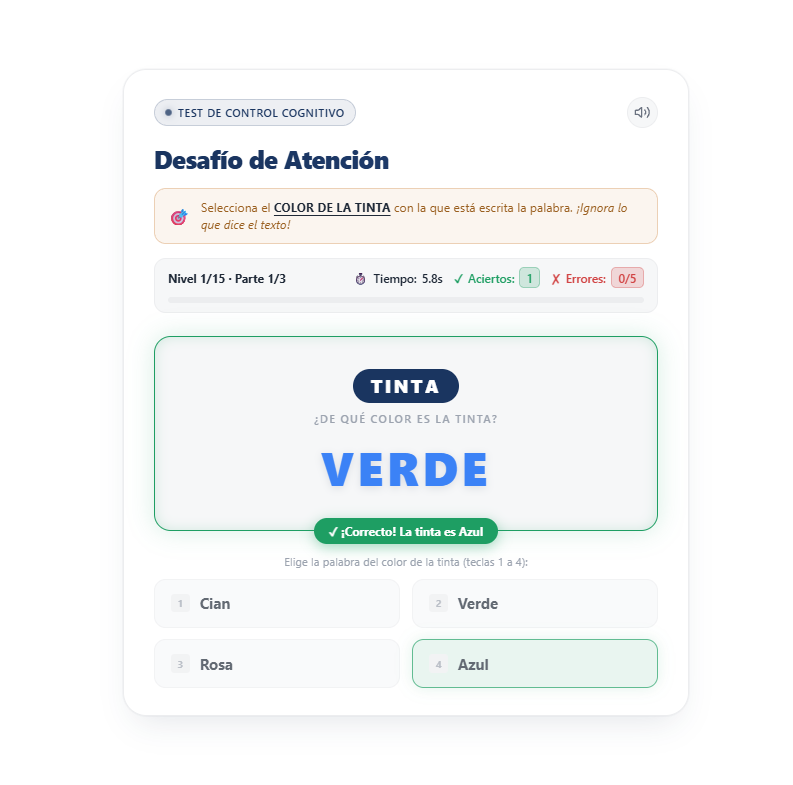 TEST DE CONTROL COGNITIVO
Desafío de Atención
Selecciona el COLOR DE LA TINTA con la que está escrita la palabra. ¡Ignora lo
que dice el texto!
Nivel 1/15 · Parte 1/3 Tiempo: 5.8s ✓ Aciertos: 1 ✗ Errores: 0/5
TINTA
¿DE QUÉ COLOR ES LA TINTA?
VERDE
✓ ¡Correcto! La tinta es Azul
Elige la palabra del color de la tinta (teclas 1 a 4):
1 Cian 2 Verde
3 Rosa 4 Azul